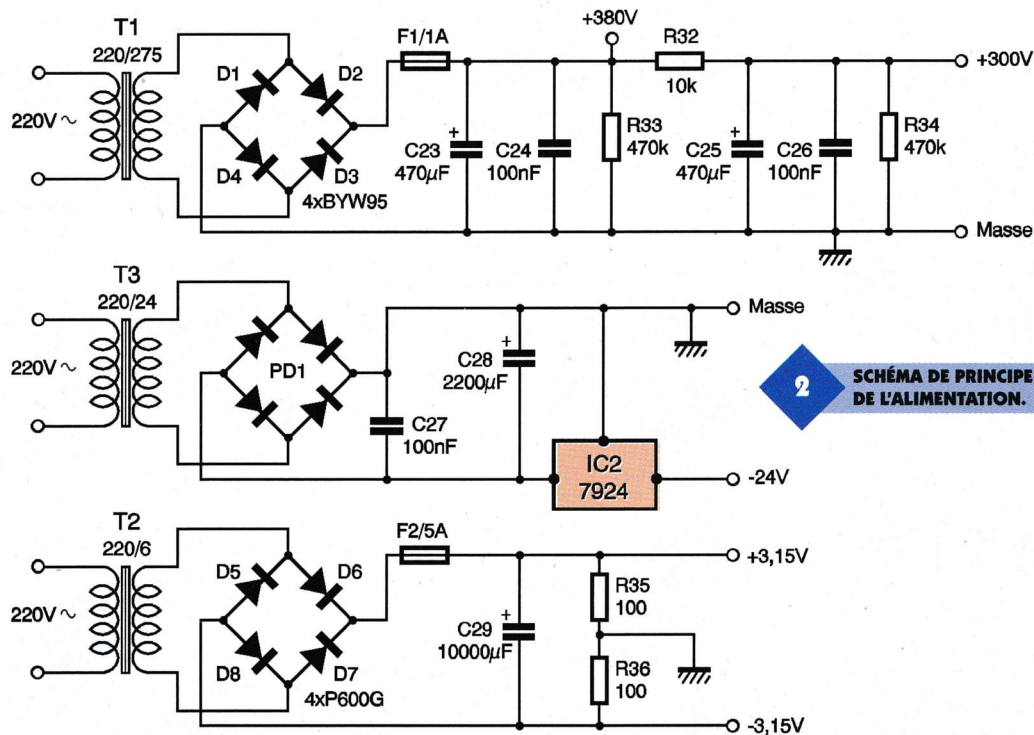 T1
220/275
220V ~
D1
D2
D4
D3
4xBYW95
F1/1A
+
C23
470µF
C24
100nF
+380V
R33
470k
R32
10k
+
C25
470µF
C26
100nF
R34
470k
+300V
Masse
T3
220/24
220V ~
PD1
C27
100nF
+
C28
2200µF
IC2
7924
Masse
-24V
2
SCHÉMA DE PRINCIPE
DE L'ALIMENTATION.
T2
220/6
220V ~
D5
D6
D8
D7
4xP600G
F2/5A
+
C29
10000µF
R35
100
R36
100
+3,15V
-3,15V